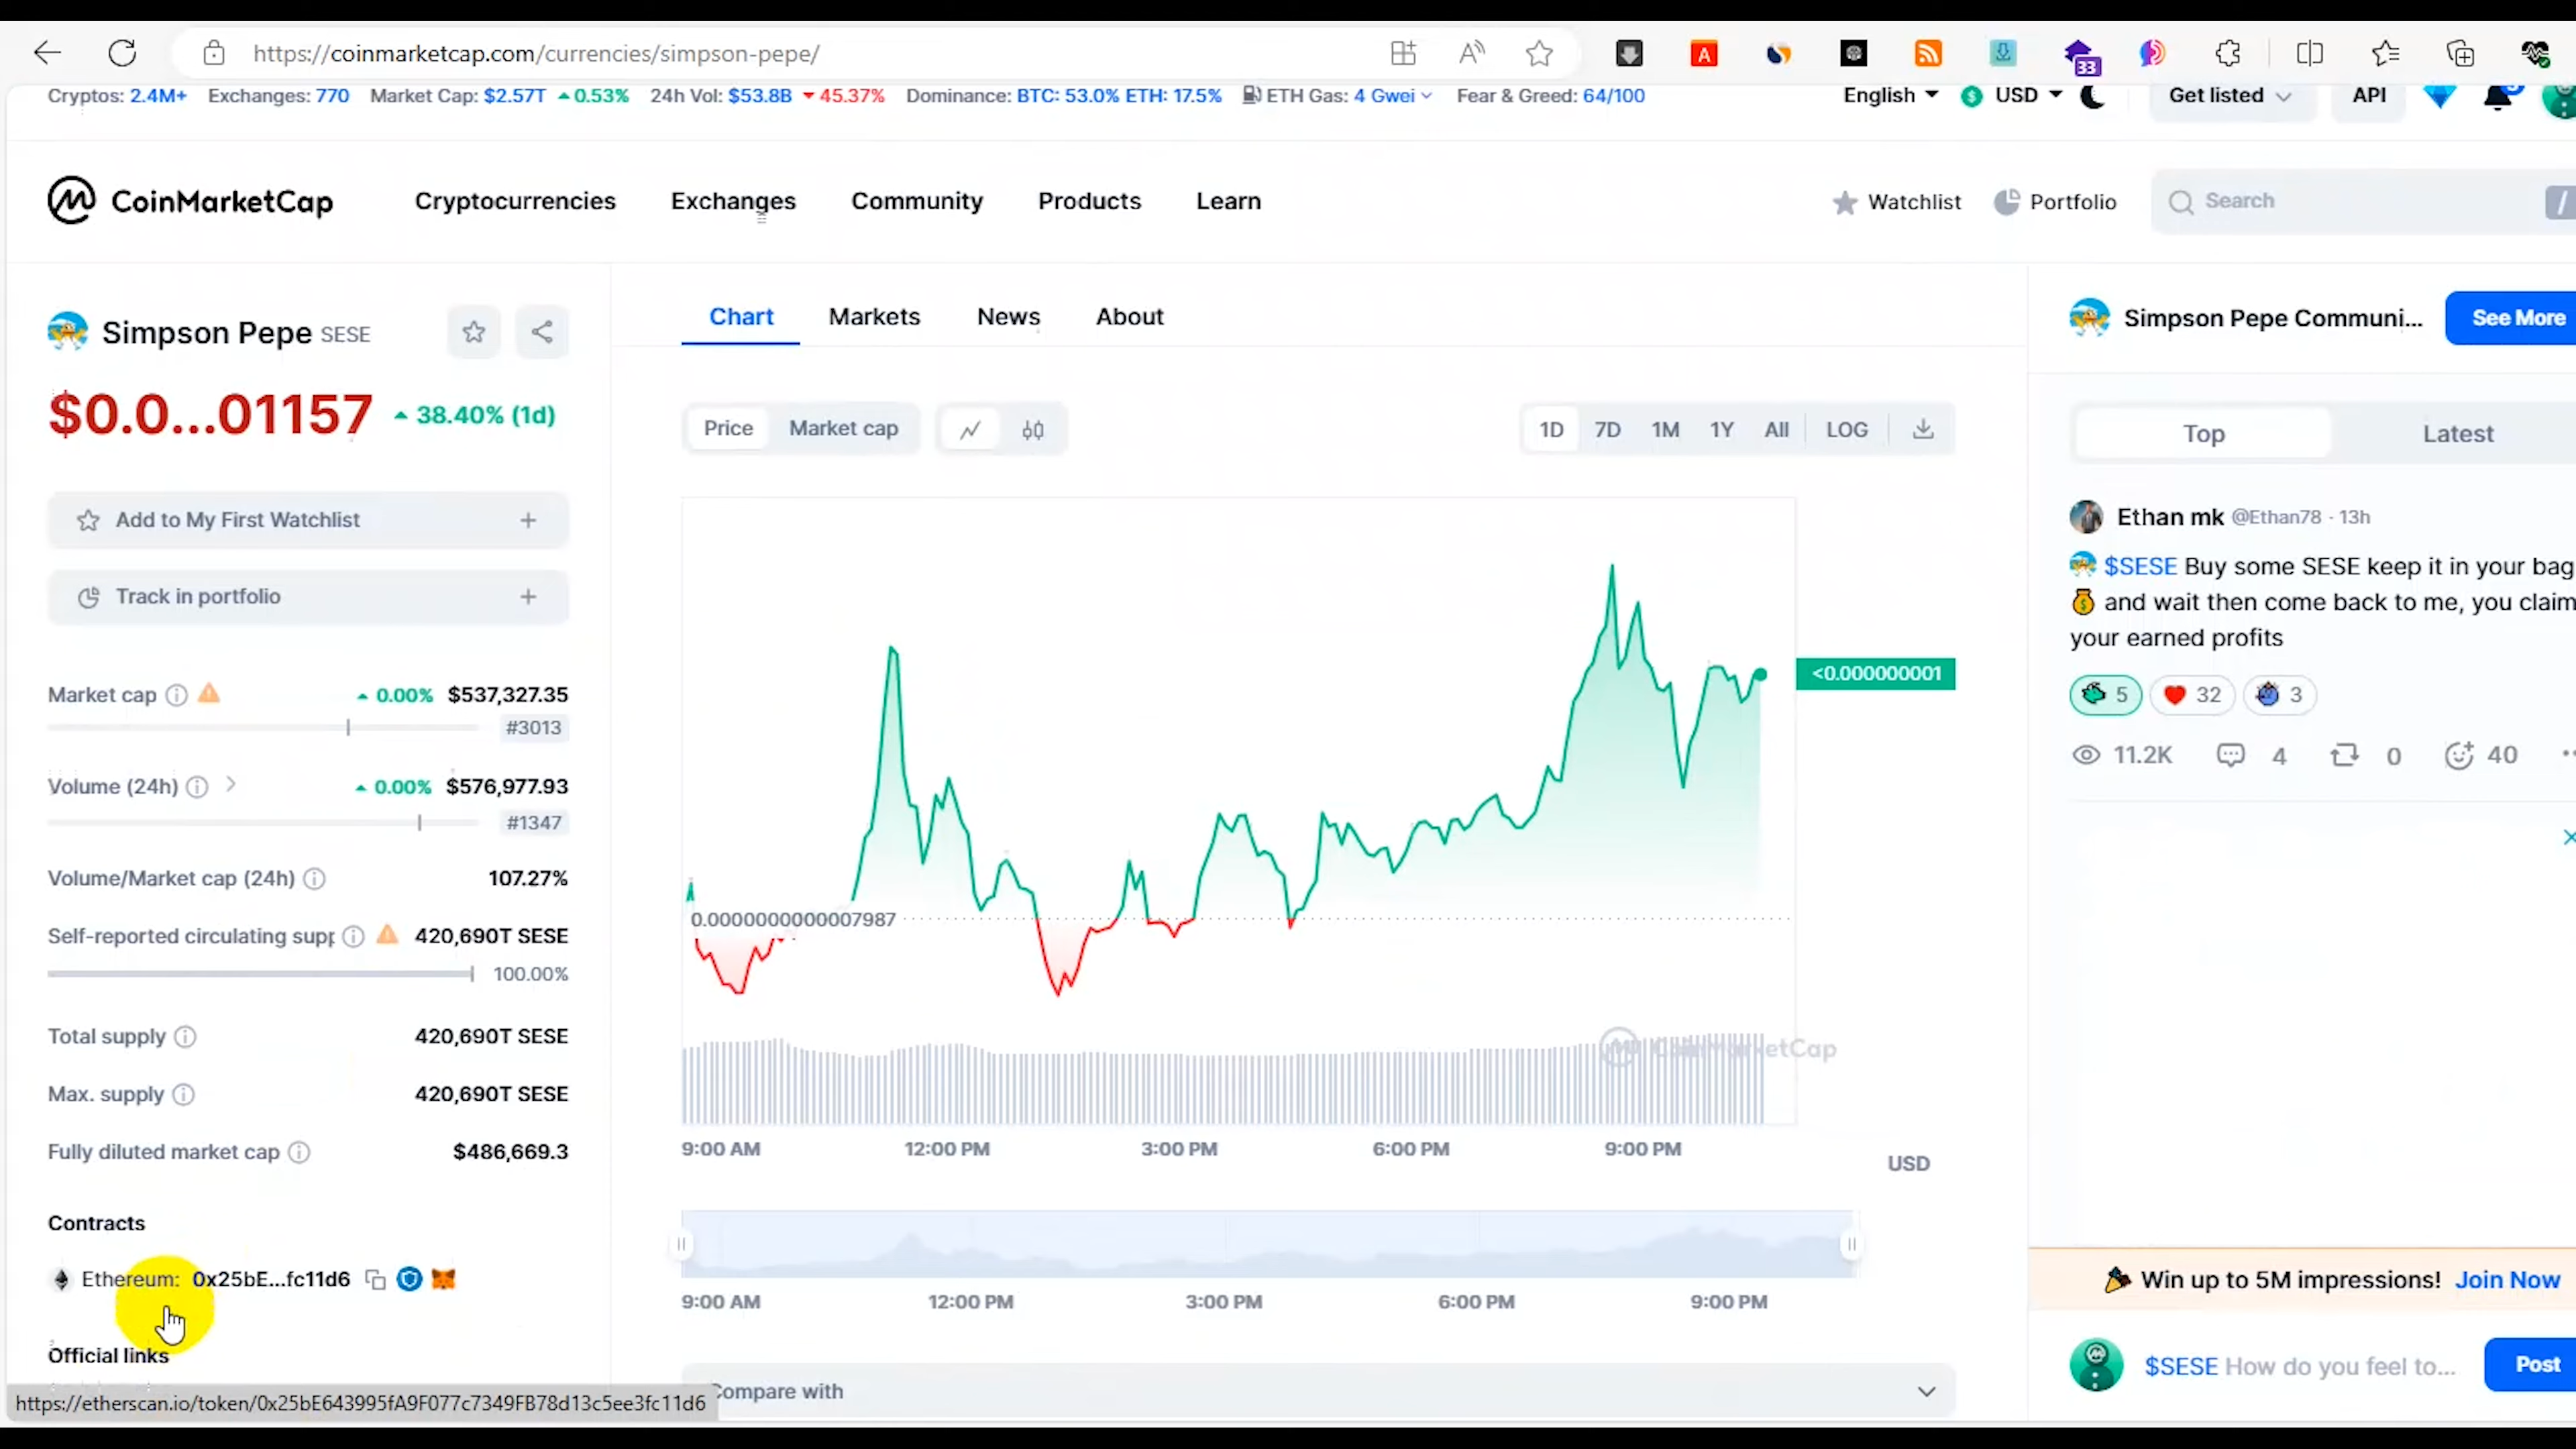 https://coinmarketcap.com/currencies/simpson-pepe/
33
Cryptos: 2.4M+ Exchanges: 770 Market Cap: $2.57T 0.53% 24h Vol: $53.8B 45.37% Dominance: BTC: 53.0% ETH: 17.5% ETH Gas: 4 Gwei Fear & Greed: 64/100 English USD Get listed API
CoinMarketCap Cryptocurrencies Exchanges Community Products Learn Watchlist Portfolio Search /
Simpson Pepe SESE
$0.0...01157 38.40% (1d)
Add to My First Watchlist +
Track in portfolio +
Market cap 0.00% $537,327.35
#3013
Volume (24h) 0.00% $576,977.93
#1347
Volume/Market cap (24h) 107.27%
Self-reported circulating supp 420,690T SESE
100.00%
Total supply 420,690T SESE
Max. supply 420,690T SESE
Fully diluted market cap $486,669.3
Contracts
Ethereum: 0x25bE...fc11d6
Official links
https://etherscan.io/token/0x25bE643995fA9F077c7349FB78d13c5ee3fc11d6
Chart Markets News About
Price Market cap 1D 7D 1M 1Y All LOG
<0.000000001
0.0000000000007987
CoinMarketCap
9:00 AM 12:00 PM 3:00 PM 6:00 PM 9:00 PM
USD
9:00 AM 12:00 PM 3:00 PM 6:00 PM 9:00 PM
ompare with
Simpson Pepe Communi... See More
Top Latest
Ethan mk @Ethan78 · 13h
$SESE Buy some SESE keep it in your bag
and wait then come back to me, you claim
your earned profits
5 32 3
11.2K 4 0 40
Win up to 5M impressions! Join Now
$SESE How do you feel to... Post